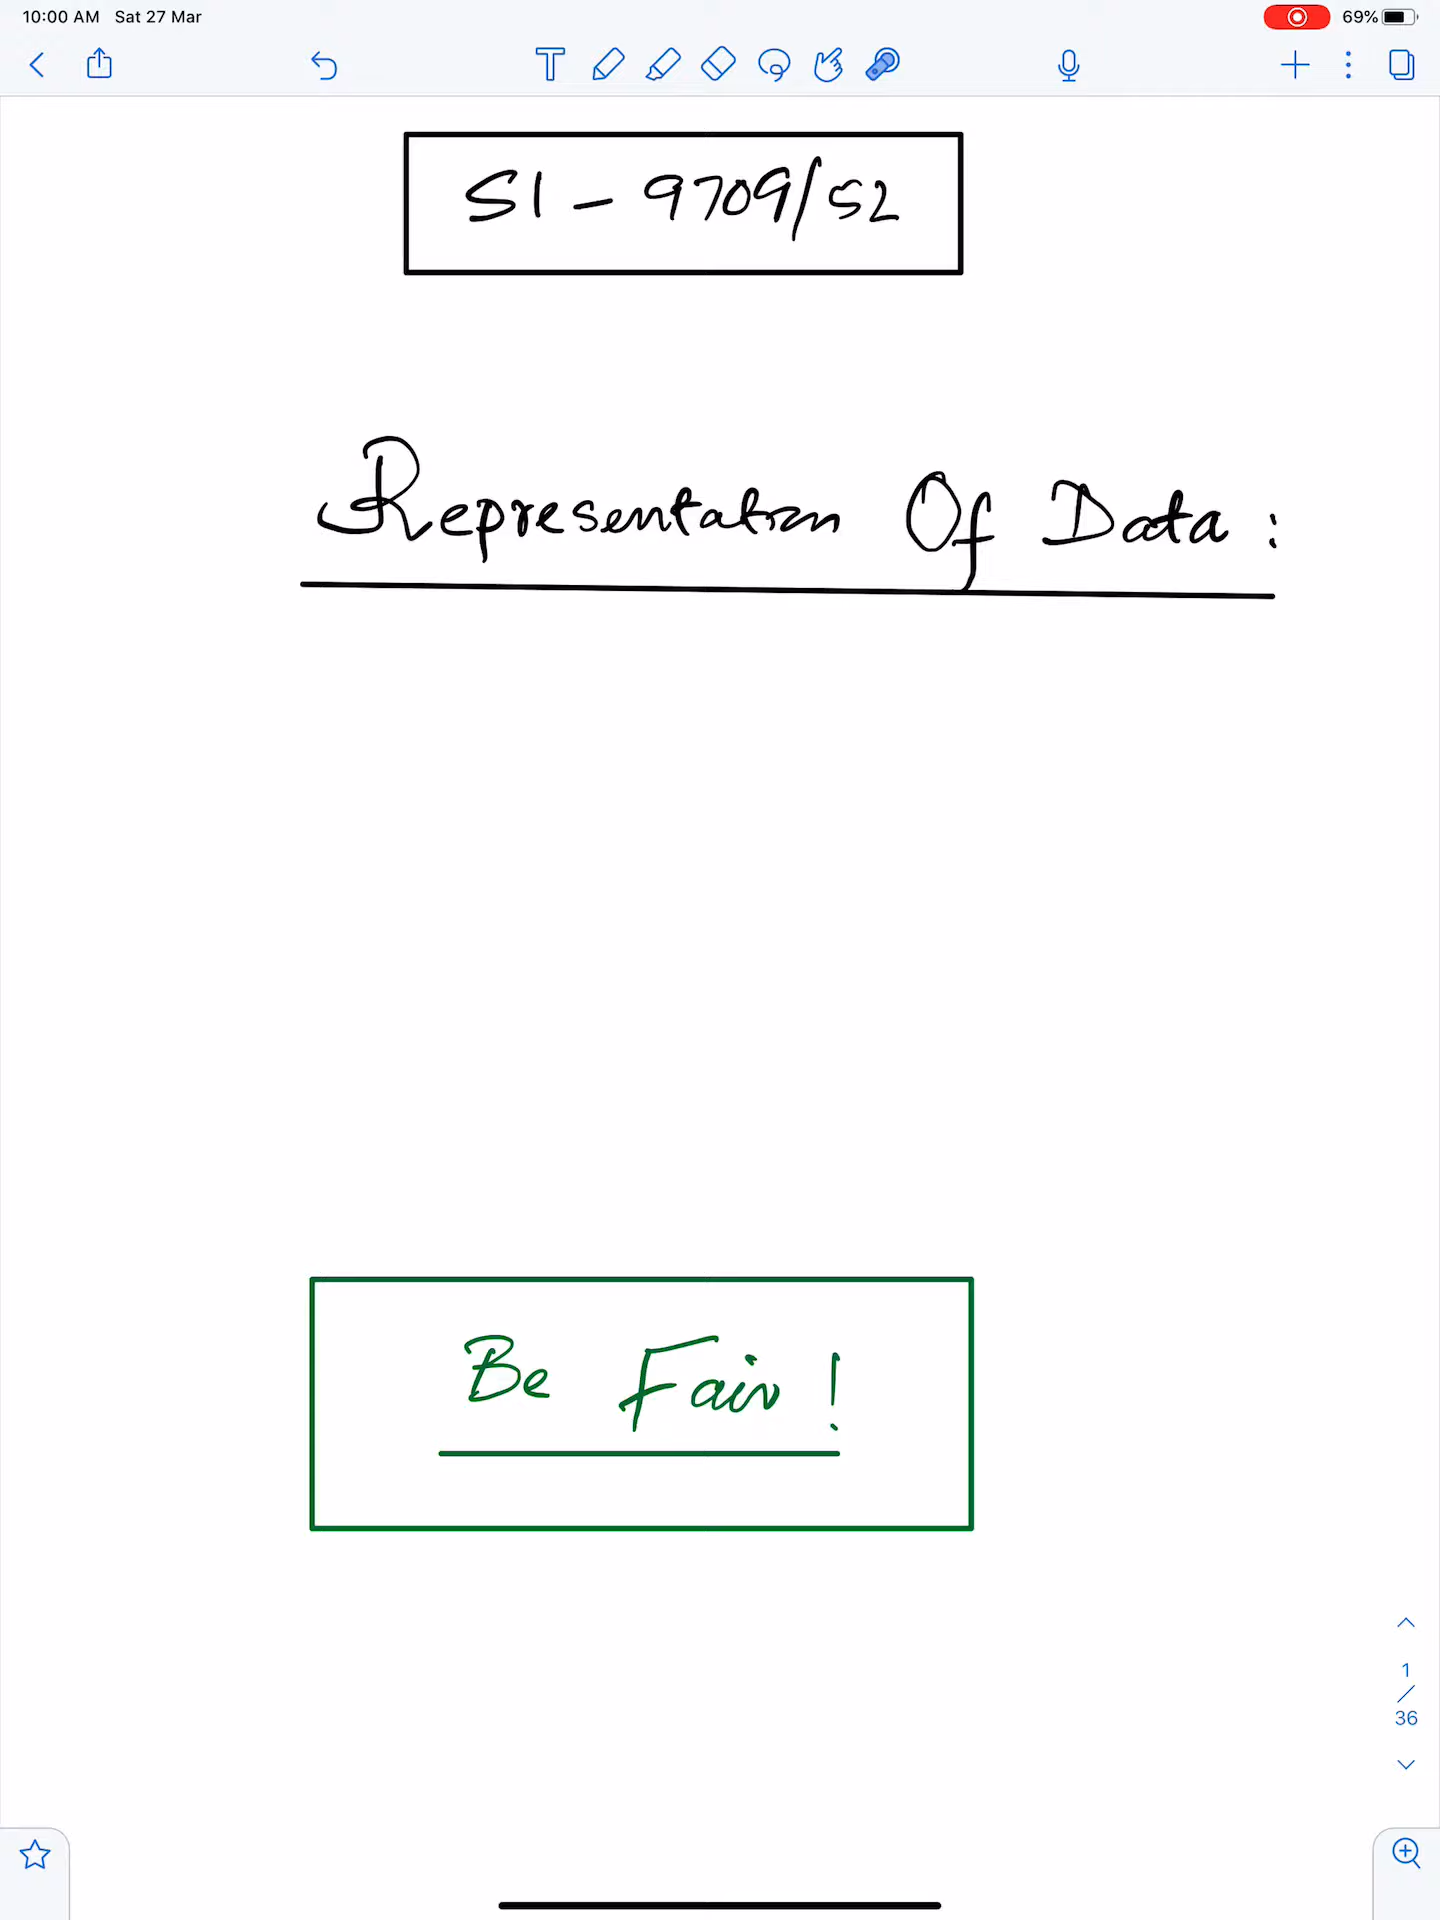 10:00 AM Sat 27 Mar 69%
S1 - 9709/52
Representation Of Data :
Be Fair !
1
/
36